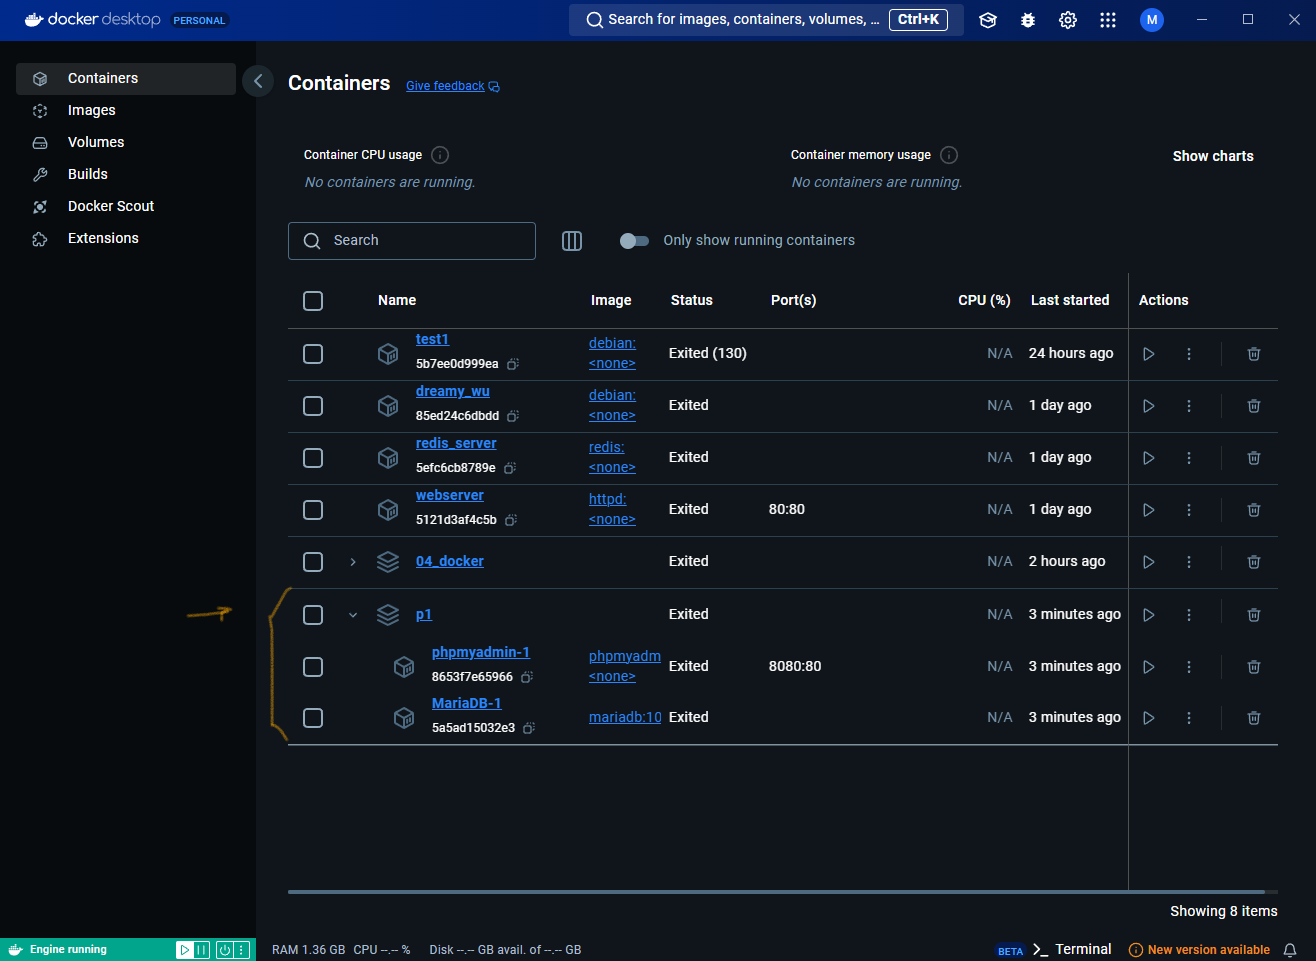 docker desktop PERSONAL
Search for images, containers, volumes, ... Ctrl+K
M
Containers
Images
Volumes
Builds
Docker Scout
Extensions
Containers Give feedback
Container CPU usage
No containers are running.
Container memory usage
No containers are running.
Show charts
Search
Only show running containers
Name Image Status Port(s) CPU (%) Last started Actions
test1
5b7ee0d999ea
debian:
<none>
Exited (130) N/A 24 hours ago
dreamy_wu
85ed24c6dbdd
debian:
<none>
Exited N/A 1 day ago
redis_server
5efc6cb8789e
redis:
<none>
Exited N/A 1 day ago
webserver
5121d3af4c5b
httpd:
<none>
Exited 80:80 N/A 1 day ago
04_docker Exited N/A 2 hours ago
p1 Exited N/A 3 minutes ago
phpmyadmin-1
8653f7e65966
phpmyadm
<none>
Exited 8080:80 N/A 3 minutes ago
MariaDB-1
5a5ad15032e3
mariadb:10
Exited N/A 3 minutes ago
Showing 8 items
Engine running
RAM 1.36 GB CPU --.-- % Disk --.-- GB avail. of --.-- GB
BETA >_ Terminal New version available